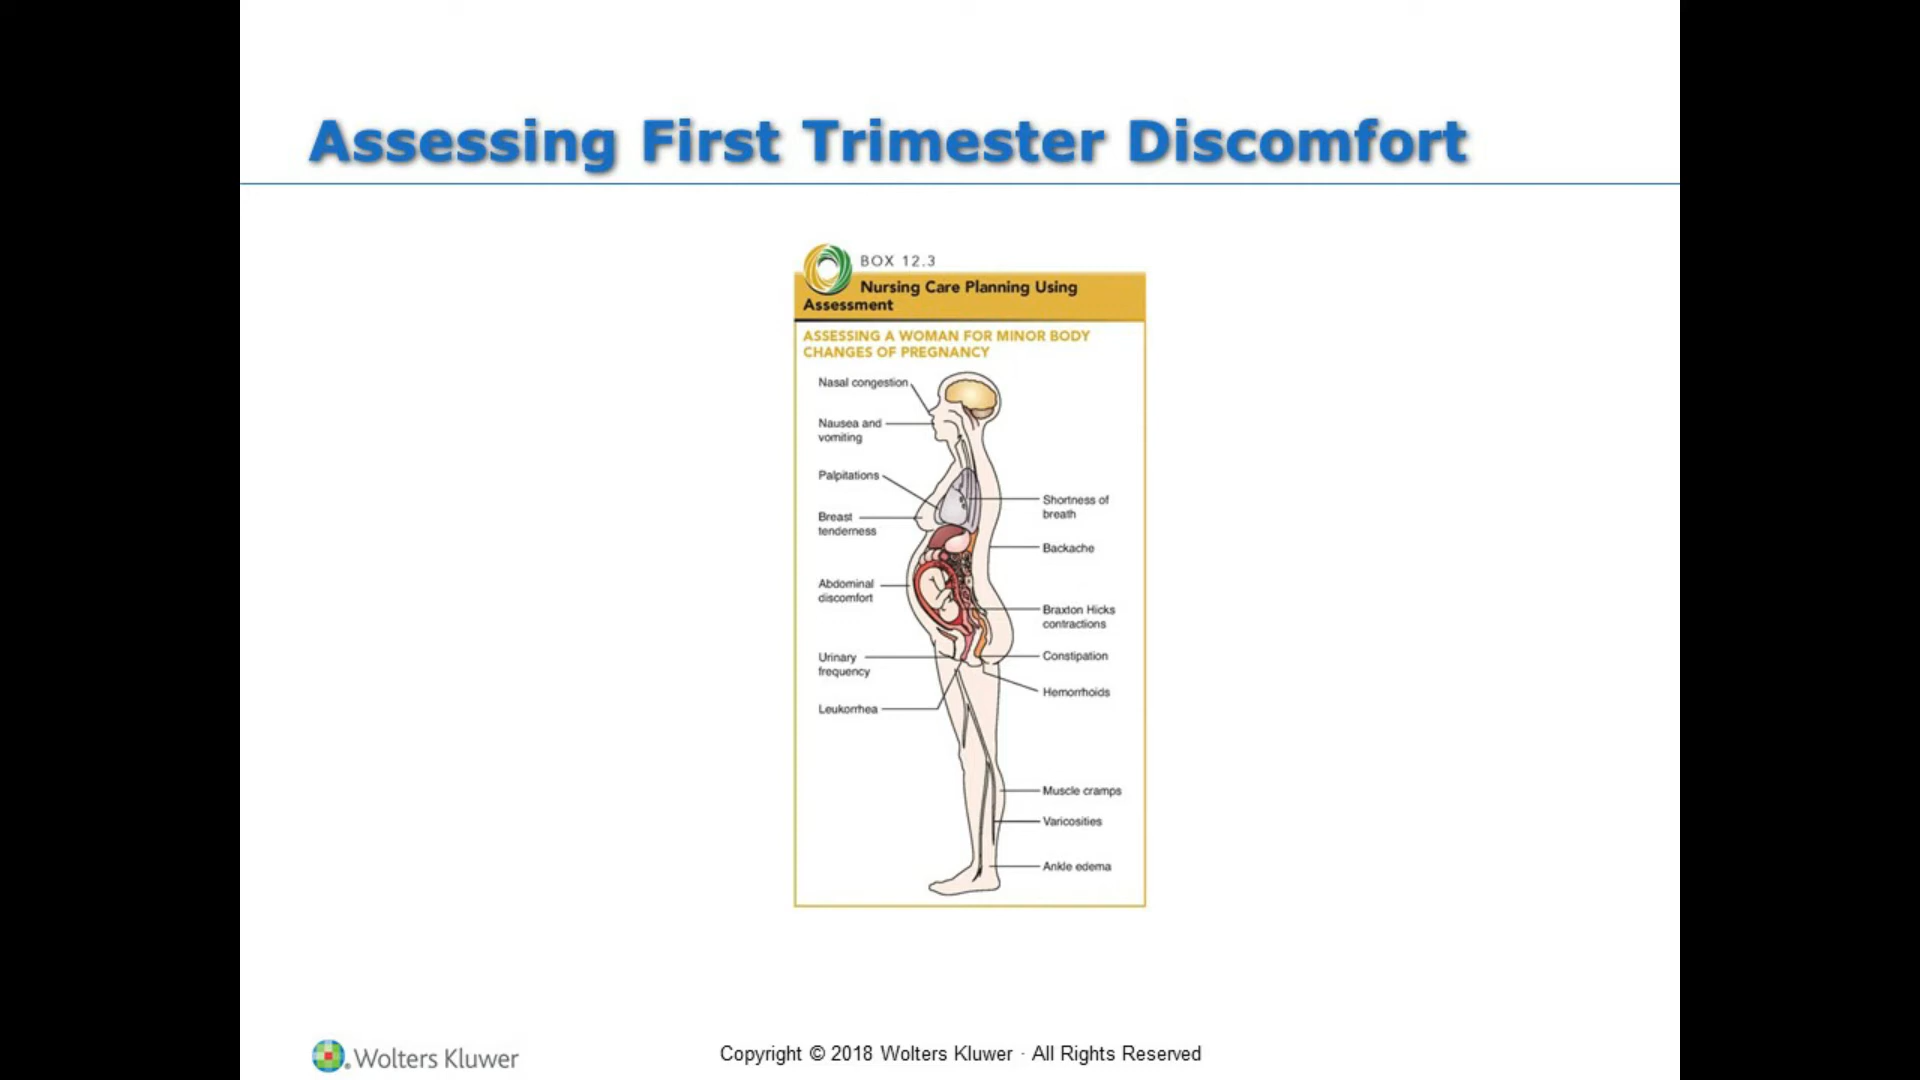 Assessing First Trimester Discomfort
BOX 12.3
Nursing Care Planning Using
Assessment
ASSESSING A WOMAN FOR MINOR BODY
CHANGES OF PREGNANCY
Nasal congestion
Nausea and
vomiting
Palpitations
Breast
tenderness
Abdominal
discomfort
Urinary
frequency
Leukorrhea
Shortness of
breath
Backache
Braxton Hicks
contractions
Constipation
Hemorrhoids
Muscle cramps
Varicosities
Ankle edema
Wolters Kluwer
Copyright © 2018 Wolters Kluwer · All Rights Reserved